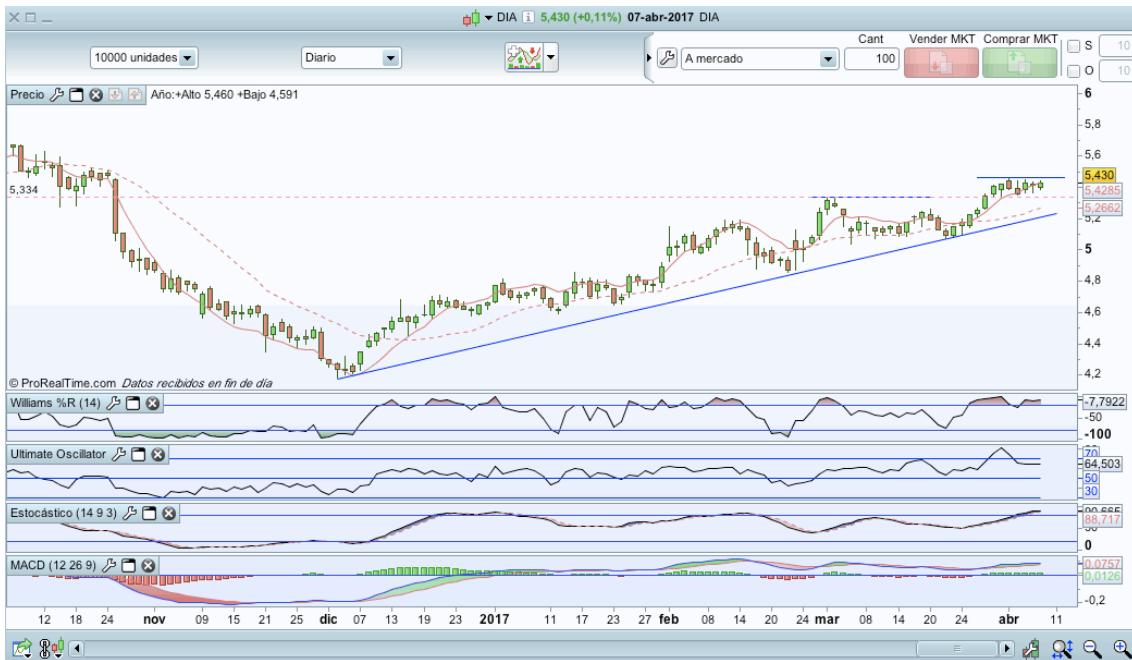 DIA 5,430 (+0,11%) 07-abr-2017 DIA
Cant Vender MKT Comprar MKT S 10
10000 unidades Diario A mercado 100
O 10
Precio Año:+Alto 5,460 +Bajo 4,591
6
5,8
5,6
5,430
5,4285
5,334
5,2662
5,2
5
4,8
4,6
4,4
4,2
© ProRealTime.com Datos recibidos en fin de día
Williams %R (14)
-7,7922
-50
-100
Ultimate Oscillator
70
64,503
50
30
Estocástico (14 9 3)
90,665
88,717
0
MACD (12 26 9)
0,0757
0,0126
-0,2
12 18 24 nov 09 15 21 25 dic 07 13 19 23 2017 11 17 23 27 feb 08 14 20 24 mar 08 14 20 24 abr 11